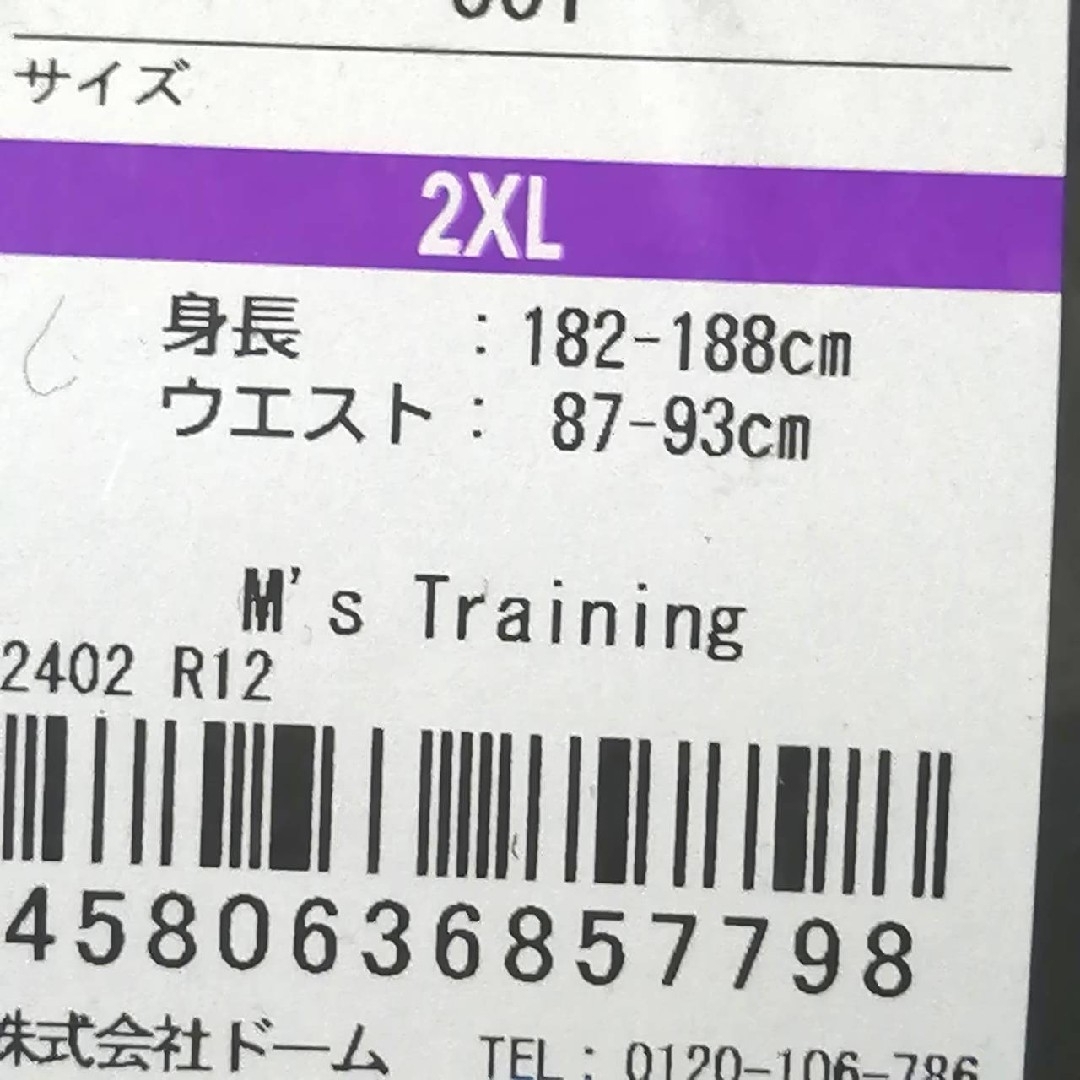 サイズ
2XL
身長 : 182-188cm
ウエスト : 87-93cm
M's Training
2402 R12
4580636857798
株式会社ドーム TEL: 0120-106-786